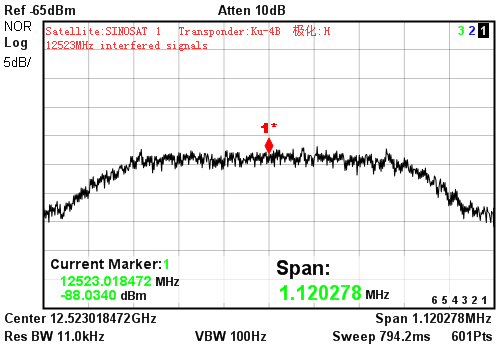 Ref -65dBm Atten 10dB
NOR
Log
5dB/
Satellite:SINOSAT 1 Transponder:Ku-4B 极化:H
12523MHz interfered signals
3 2 1
1*
Current Marker:1
12523.018472 MHz
-88.0340 dBm
Span:
1.120278 MHz
6 5 4 3 2 1
Center 12.523018472GHz Span 1.120278MHz
Res BW 11.0kHz VBW 100Hz Sweep 794.2ms 601Pts